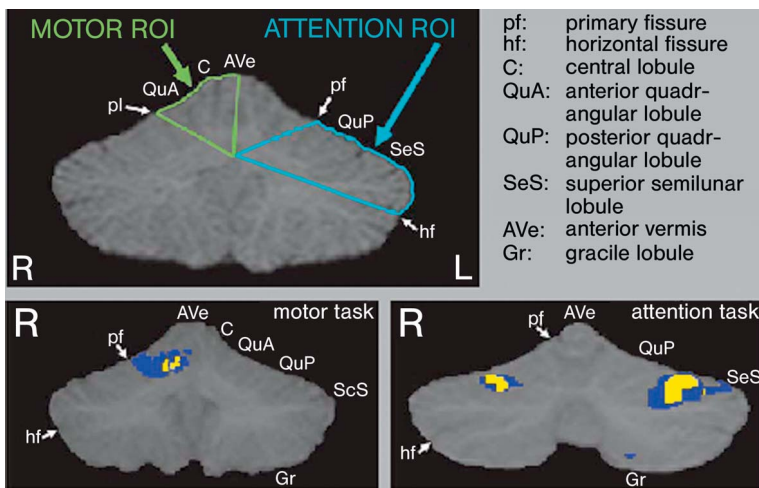 MOTOR ROI
ATTENTION ROI
C
AVe
QuA
pl
pf
QuP
SeS
hf
R
L
pf: primary fissure
hf: horizontal fissure
C: central lobule
QuA: anterior quadr-
angular lobule
QuP: posterior quadr-
angular lobule
SeS: superior semilunar
lobule
AVe: anterior vermis
Gr: gracile lobule
R
AVe
motor task
C
pf
QuA
QuP
ScS
hf
Gr
R
AVe
attention task
pf
QuP
SeS
hf
Gr